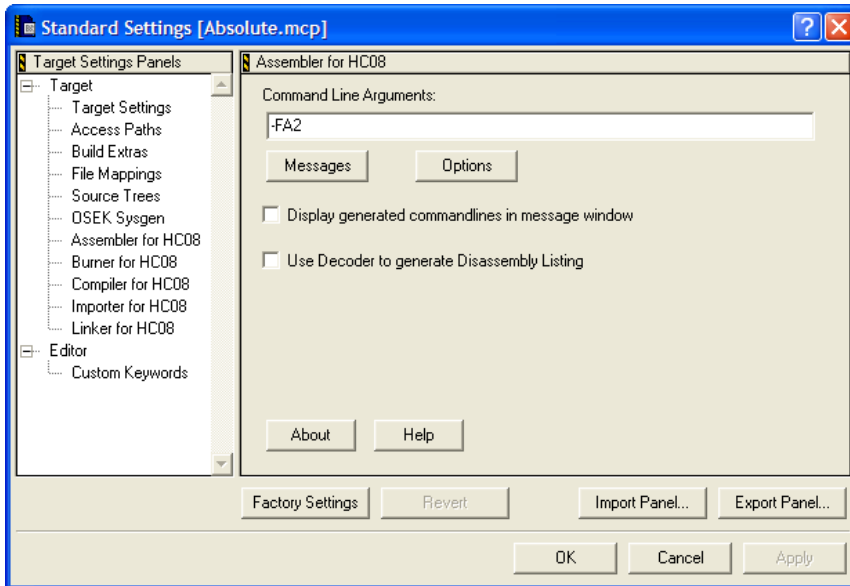 Standard Settings [Absolute.mcp]
Target Settings Panels
Target
Target Settings
Access Paths
Build Extras
File Mappings
Source Trees
OSEK Sysgen
Assembler for HC08
Burner for HC08
Compiler for HC08
Importer for HC08
Linker for HC08
Editor
Custom Keywords
Assembler for HC08
Command Line Arguments:
-FA2
Messages Options
Display generated commandlines in message window
Use Decoder to generate Disassembly Listing
About Help
Factory Settings Revert Import Panel... Export Panel...
OK Cancel Apply